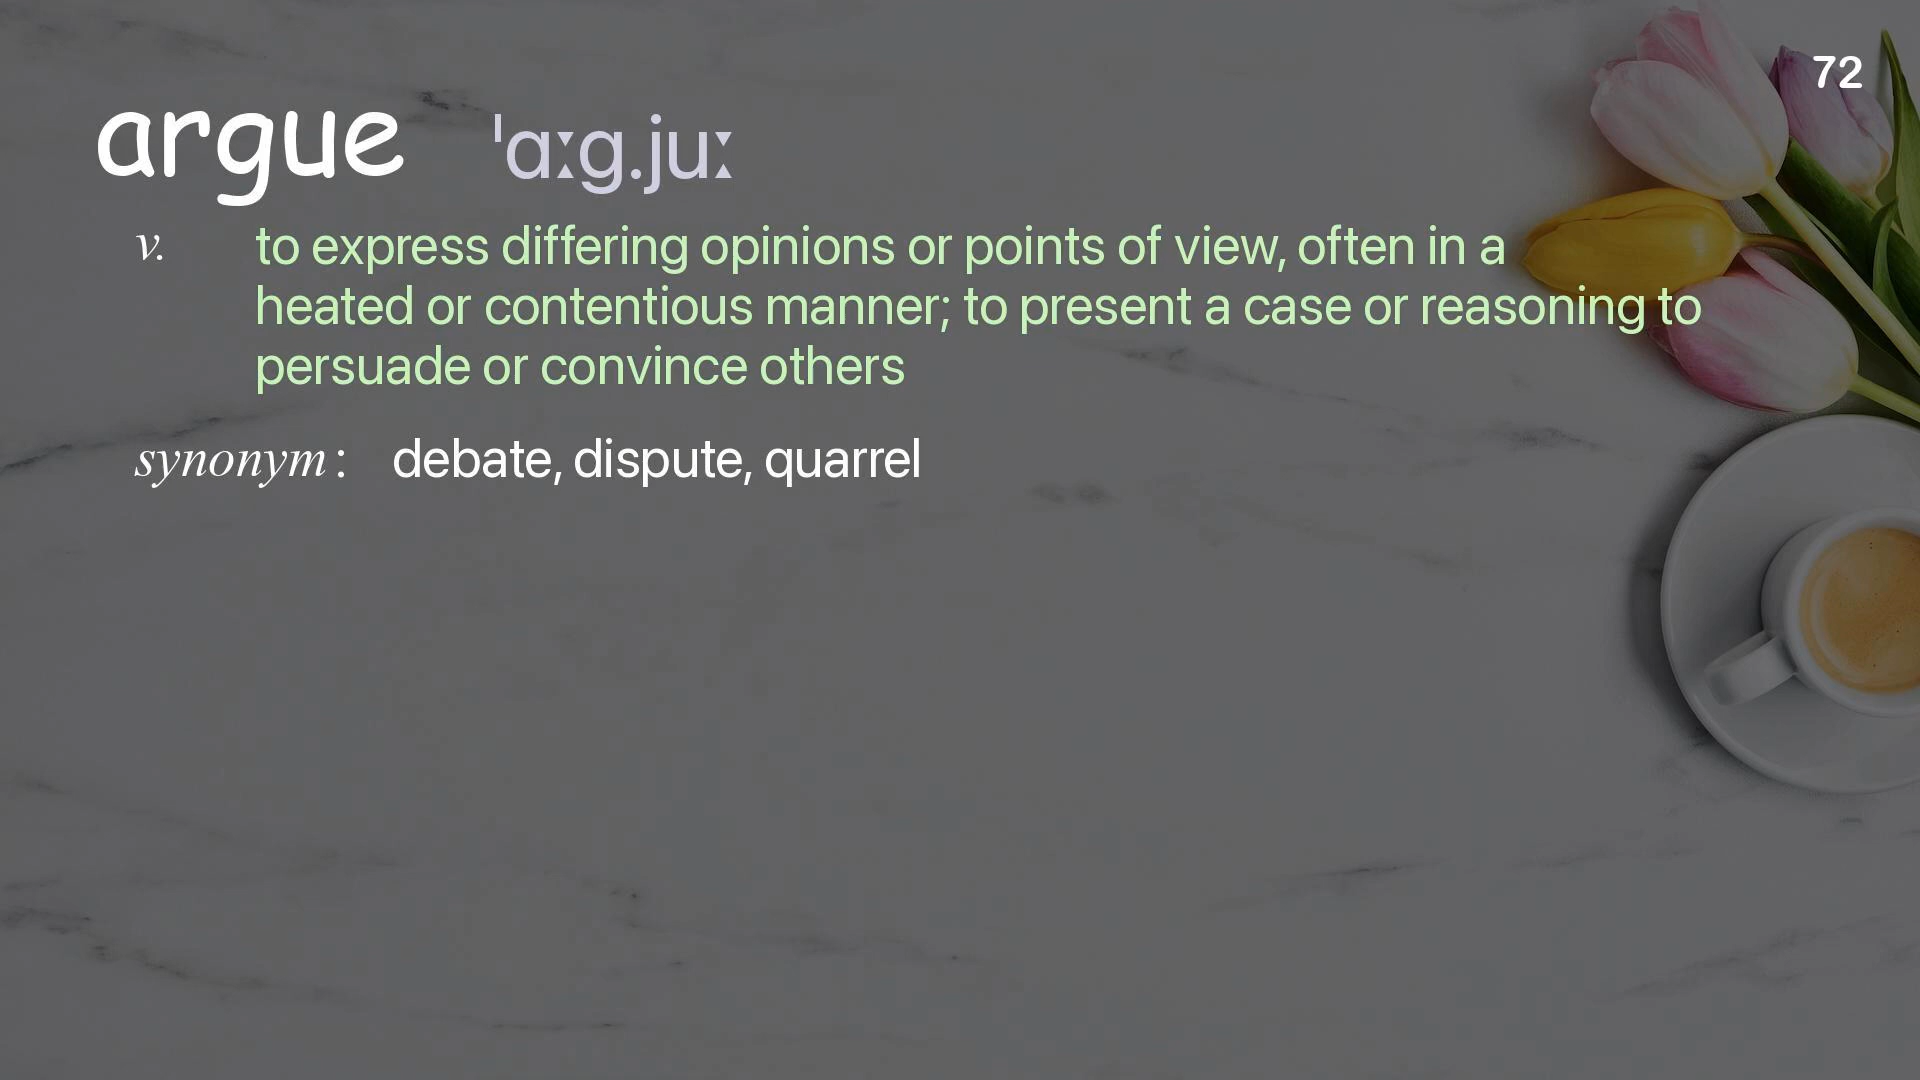 72
argue ˈɑːɡ.juː
v. to express differing opinions or points of view, often in a
heated or contentious manner; to present a case or reasoning to
persuade or convince others
synonym: debate, dispute, quarrel